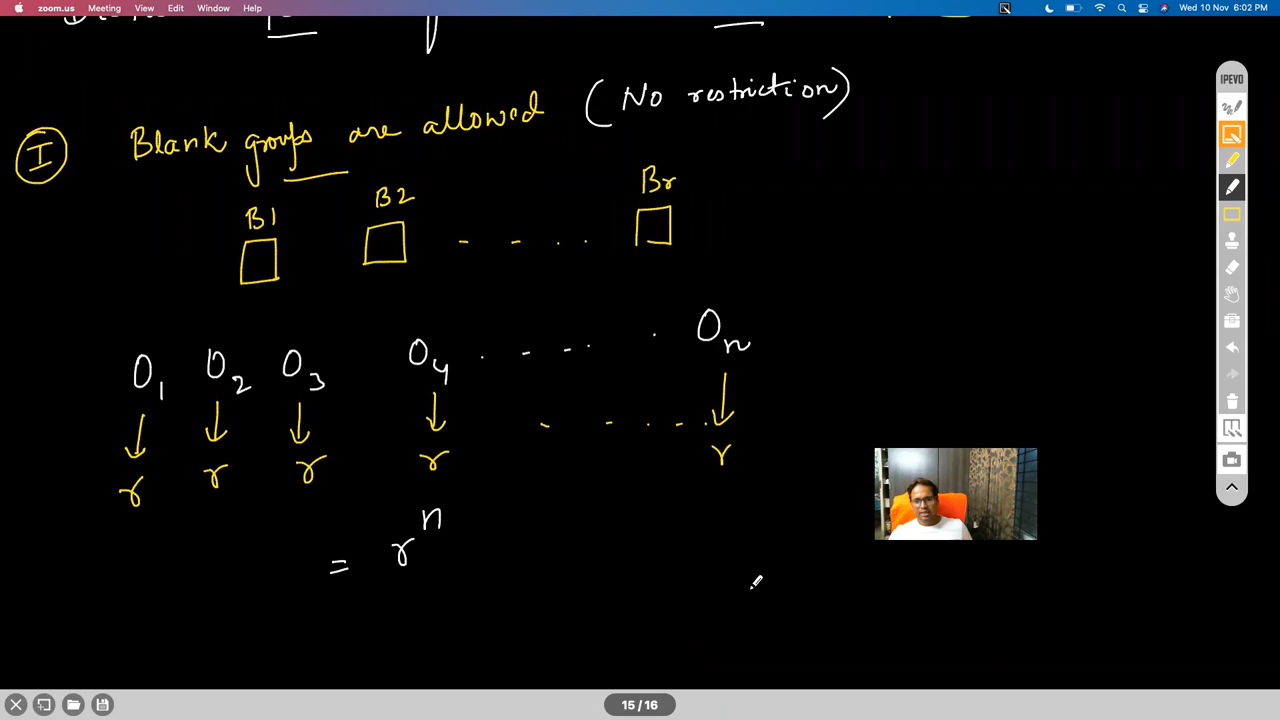 zoom.us Meeting View Edit Window Help Wed 10 Nov 6:02 PM
I Blank groups are allowed (No restriction)
B1 B2 Br
IPEVO
O1 O2 O3 O4 On
r r r r r
= r^n
15 / 16